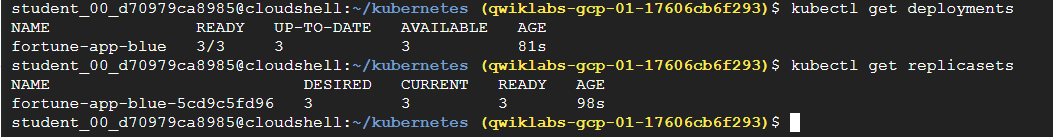 student_00_d70979ca8985@cloudshell:~/kubernetes (qwiklabs-gcp-01-17606cb6f293)$ kubectl get deployments
NAME READY UP-TO-DATE AVAILABLE AGE
fortune-app-blue 3/3 3 3 81s
student_00_d70979ca8985@cloudshell:~/kubernetes (qwiklabs-gcp-01-17606cb6f293)$ kubectl get replicasets
NAME DESIRED CURRENT READY AGE
fortune-app-blue-5cd9c5fd96 3 3 3 98s
student_00_d70979ca8985@cloudshell:~/kubernetes (qwiklabs-gcp-01-17606cb6f293)$